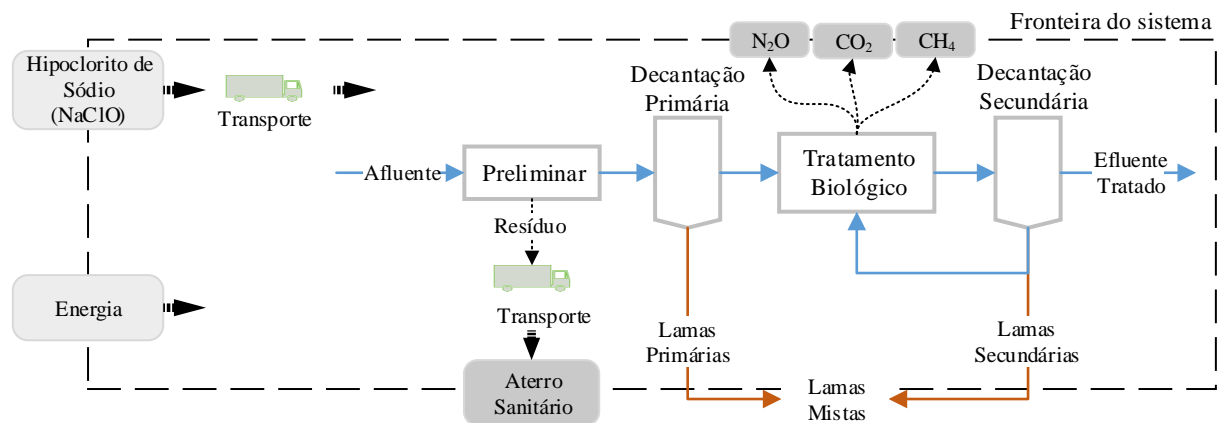 Fronteira do sistema
N₂O
CO₂
CH₄
Hipoclorito de
Sódio
(NaClO)
Transporte
Decantação
Primária
Decantação
Secundária
Afluente
Preliminar
Tratamento
Biológico
Efluente
Tratado
Resíduo
Transporte
Energia
Lamas
Primárias
Lamas
Secundárias
Aterro
Sanitário
Lamas
Mistas